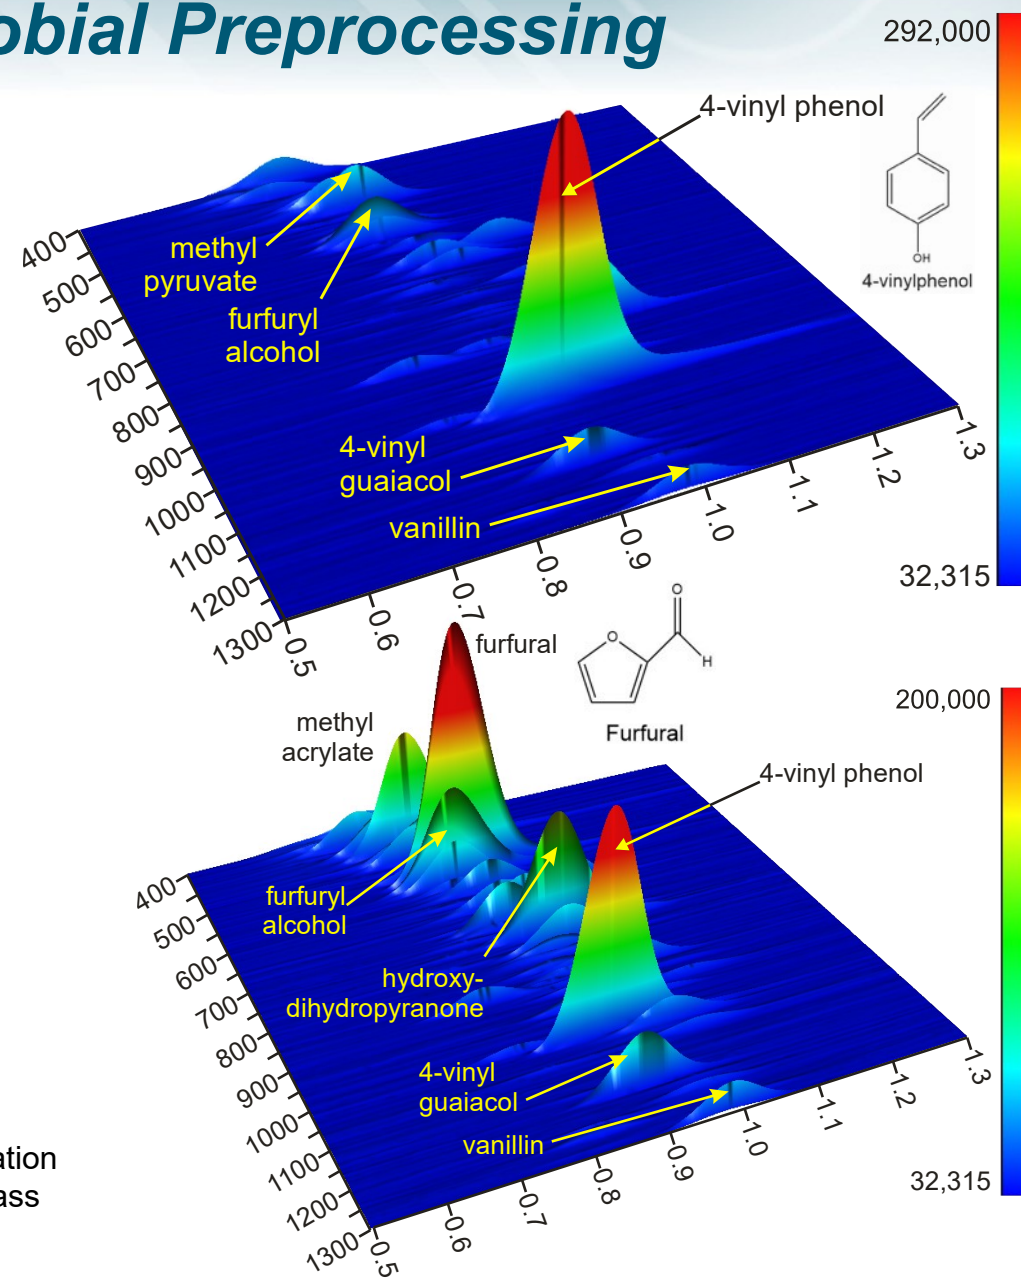 obial Preprocessing
292,000
4-vinyl phenol
OH
4-vinylphenol
methyl
pyruvate
furfuryl
alcohol
4-vinyl
guaiacol
vanillin
400
500
600
700
800
900
1000
1100
1200
1300
0.5
0.6
0.7
0.8
0.9
1.0
1.1
1.2
1.3
32,315
furfural
O
O
H
Furfural
methyl
acrylate
200,000
4-vinyl phenol
furfuryl
alcohol
hydroxy-
dihydropyranone
4-vinyl
guaiacol
vanillin
400
500
600
700
800
900
1000
1100
1200
1300
0.5
0.6
0.7
0.8
0.9
1.0
1.1
1.2
1.3
32,315
ation
ass